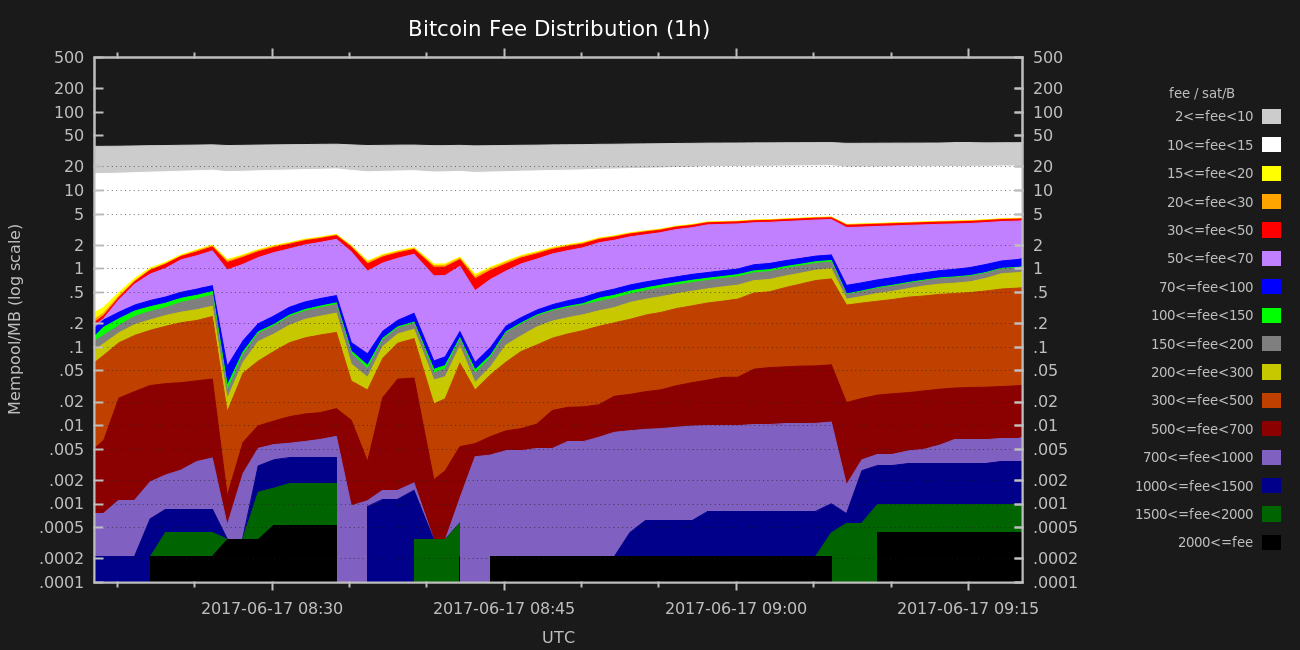 Bitcoin Fee Distribution (1h)
500 500
200 200
100 100
50 50
20 20
10 10
5 5
2 2
1 1
.5 .5
.2 .2
.1 .1
.05 .05
.02 .02
.01 .01
.005 .005
.002 .002
.001 .001
.0005 .0005
.0002 .0002
.0001 .0001
Mempool/MB (log scale)
2017-06-17 08:30 2017-06-17 08:45 2017-06-17 09:00 2017-06-17 09:15
UTC
fee / sat/B
2<=fee<10
10<=fee<15
15<=fee<20
20<=fee<30
30<=fee<50
50<=fee<70
70<=fee<100
100<=fee<150
150<=fee<200
200<=fee<300
300<=fee<500
500<=fee<700
700<=fee<1000
1000<=fee<1500
1500<=fee<2000
2000<=fee